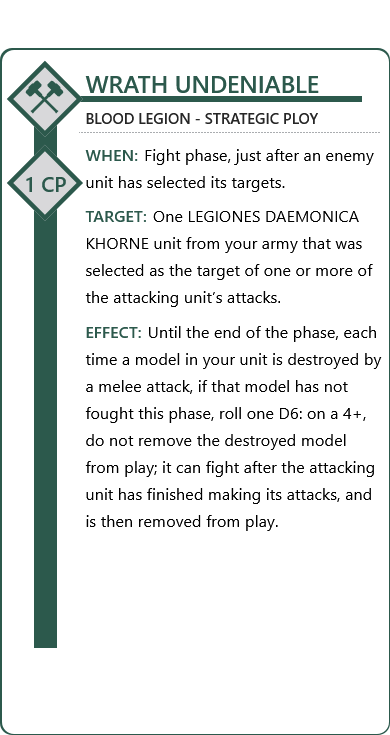 WRATH UNDENIABLE
BLOOD LEGION - STRATEGIC PLOY
WHEN: Fight phase, just after an enemy
unit has selected its targets.
1 CP
TARGET: One LEGIONES DAEMONICA
KHORNE unit from your army that was
selected as the target of one or more of
the attacking unit’s attacks.
EFFECT: Until the end of the phase, each
time a model in your unit is destroyed by
a melee attack, if that model has not
fought this phase, roll one D6: on a 4+,
do not remove the destroyed model
from play; it can fight after the attacking
unit has finished making its attacks, and
is then removed from play.